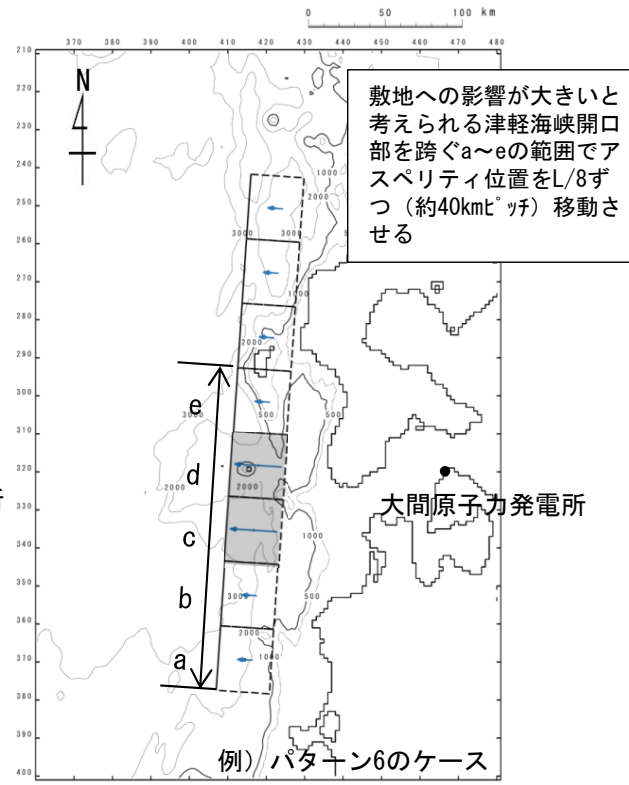 0 50 100 km
370 380 390 400 410 420 430 440 450 460 470 480
210
220
230
240
250
260
270
280
290
300
310
320
330
340
350
360
370
380
390
400
N
敷地への影響が大きいと
考えられる津軽海峡開口
部を跨ぐa～eの範囲でア
スペリティ位置をL/8ず
つ（約40kmﾋﾟｯﾁ）移動さ
せる
1000
2000
3000
3000
1000
2000
e
3000
500
500
d
2000
2000
大間原子力発電所
c
1000
b
3000
500
2000
a
1000
例）パターン6のケース